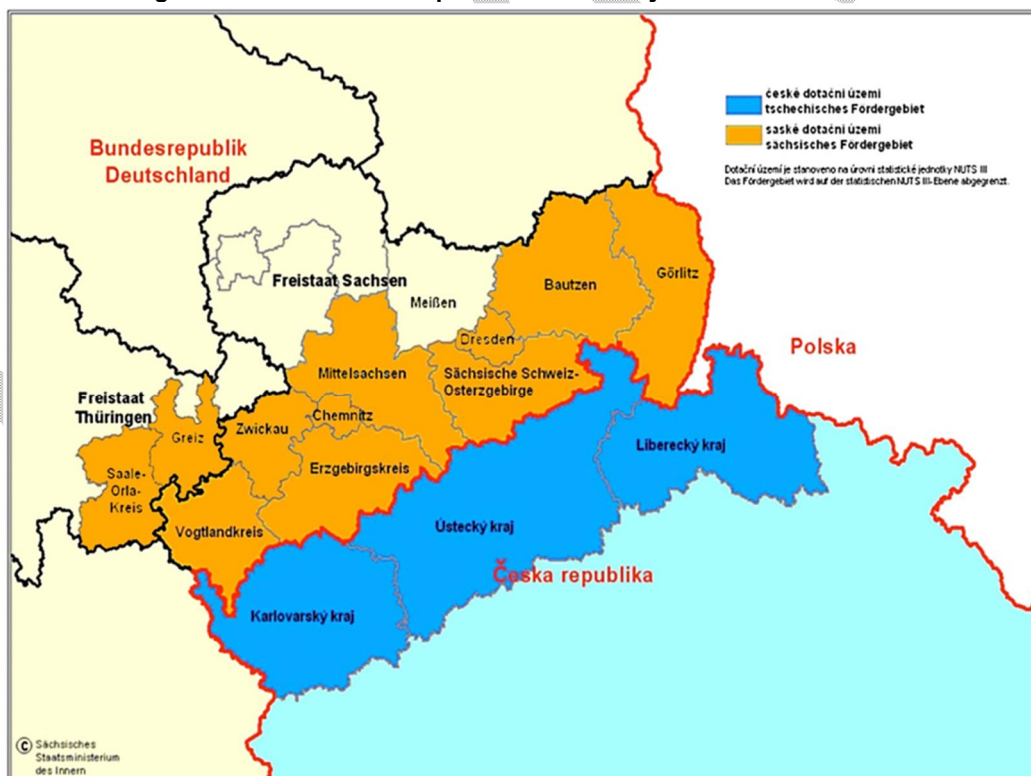 české dotační území
tschechisches Fördergebiet
saské dotační území
sächsisches Fördergebiet
Dotační území je stanoveno na úrovni statistické jednotky NUTS III
Das Fördergebiet wird auf der statistischen NUTS III-Ebene abgegrenzt.
Bundesrepublik
Deutschland
Freistaat Sachsen
Meißen
Bautzen
Görlitz
Dresden
Polska
Mittelsachsen
Sächsische Schweiz-
Osterzgebirge
Freistaat
Thüringen
Greiz
Zwickau
Chemnitz
Erzgebirgskreis
Saale-
Orla-
Kreis
Vogtlandkreis
Liberecký kraj
Ústecký kraj
Česka republika
Karlovarský kraj
© Sächsisches
Staatsministerium
des Innern